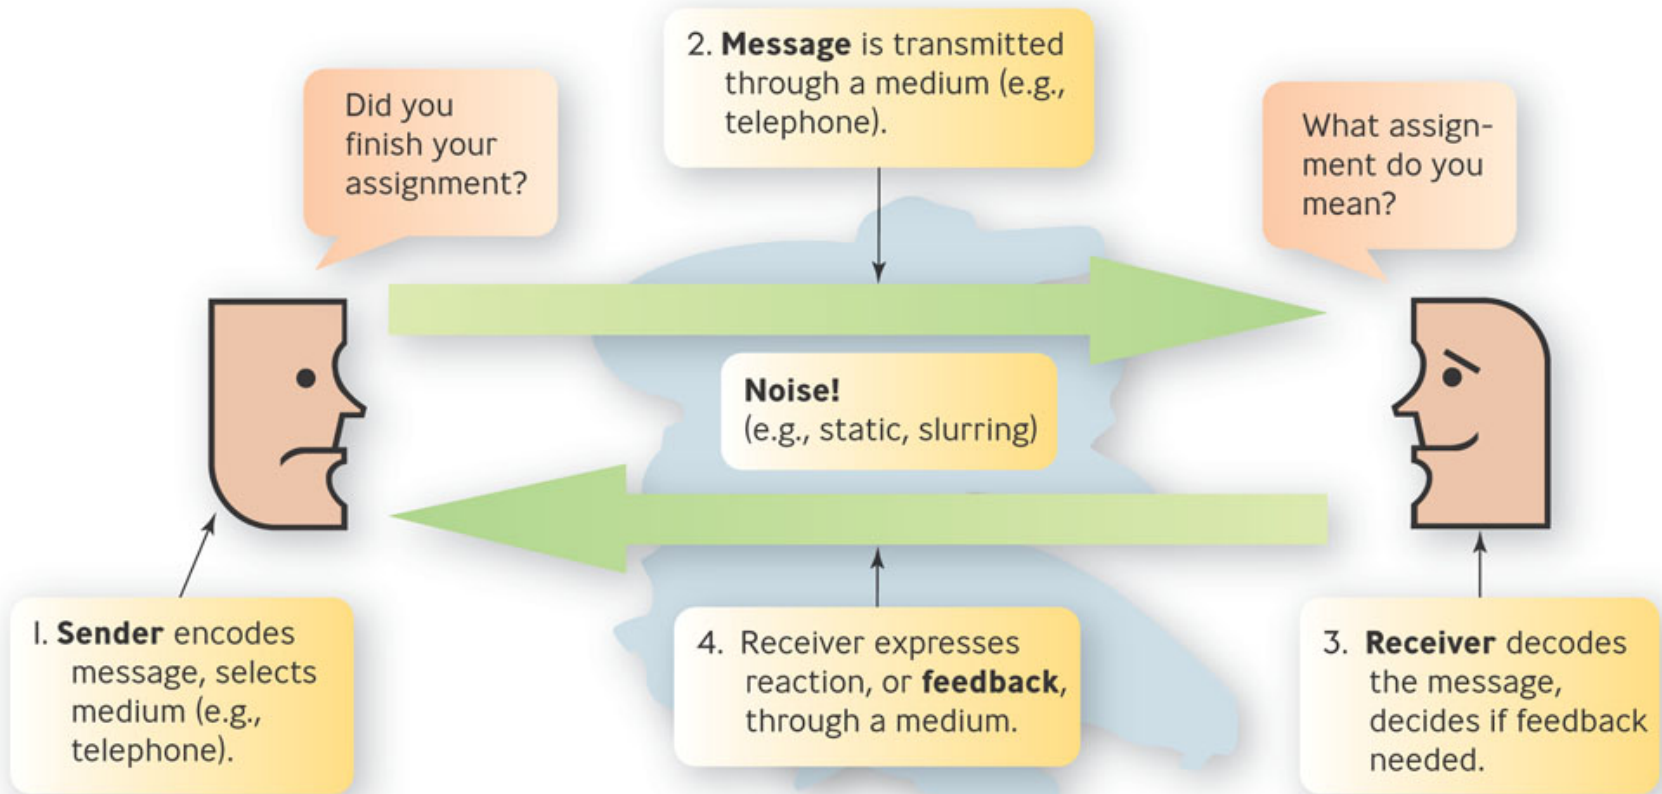 Did you
finish your
assignment?
2. Message is transmitted
through a medium (e.g.,
telephone).
What assign-
ment do you
mean?
Noise!
(e.g., static, slurring)
1. Sender encodes
message, selects
medium (e.g.,
telephone).
4. Receiver expresses
reaction, or feedback,
through a medium.
3. Receiver decodes
the message,
decides if feedback
needed.